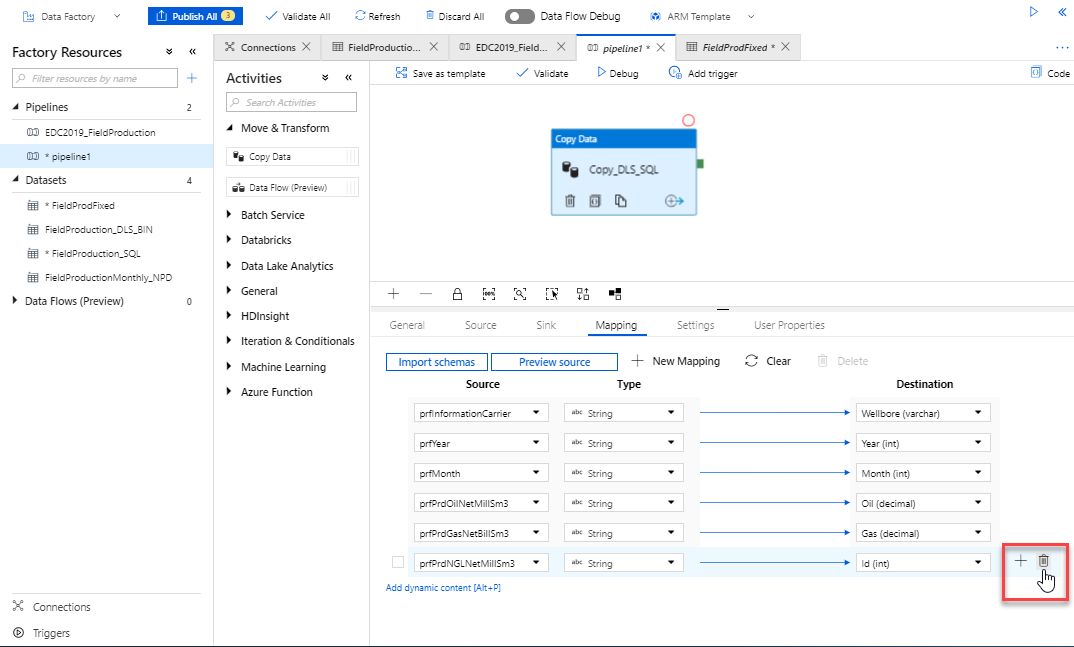 Data Factory Publish All 3 Validate All Refresh Discard All Data Flow Debug ARM Template
Factory Resources
Filter resources by name
Pipelines 2
EDC2019_FieldProduction
* pipeline1
Datasets 4
* FieldProdFixed
FieldProduction_DLS_BIN
* FieldProduction_SQL
FieldProductionMonthly_NPD
Data Flows (Preview) 0
Connections
Triggers
Connections FieldProductio... EDC2019_Field... pipeline1 * FieldProdFixed *
Activities
Search Activities
Move & Transform
Copy Data
Data Flow (Preview)
Batch Service
Databricks
Data Lake Analytics
General
HDInsight
Iteration & Conditionals
Machine Learning
Azure Function
Save as template Validate Debug Add trigger Code
Copy Data
Copy_DLS_SQL
General Source Sink Mapping Settings User Properties
Import schemas Preview source New Mapping Clear Delete
Source Type Destination
prfInformationCarrier abc String Wellbore (varchar)
prfYear abc String Year (int)
prfMonth abc String Month (int)
prfPrdOilNetMillSm3 abc String Oil (decimal)
prfPrdGasNetBillSm3 abc String Gas (decimal)
prfPrdNGLNetMillSm3 abc String Id (int)
Add dynamic content [Alt+P]